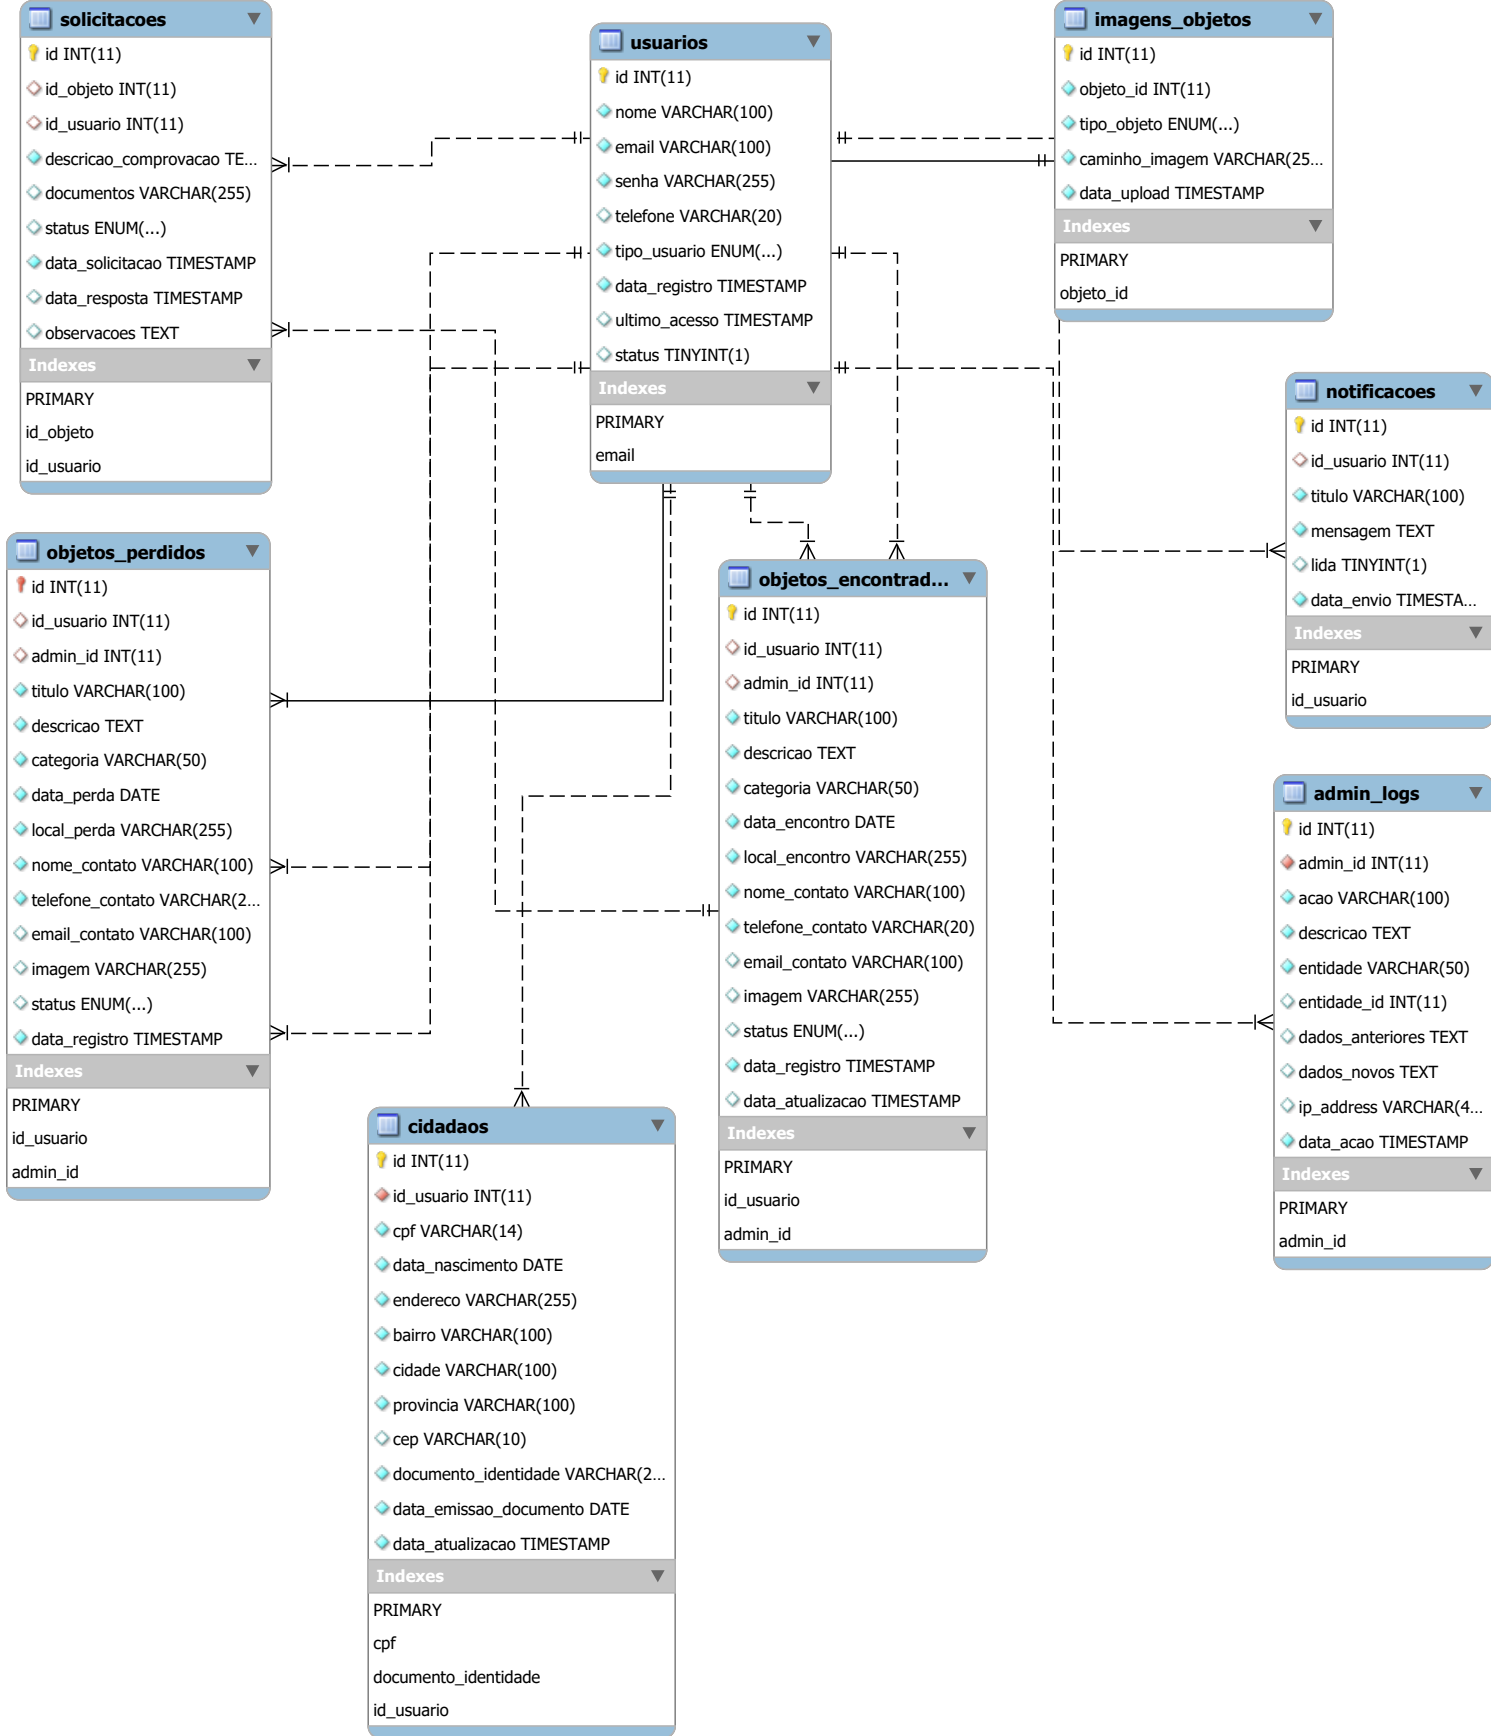 solicitacoes
id INT(11)
id_objeto INT(11)
id_usuario INT(11)
descricao_comprovacao TE...
documentos VARCHAR(255)
status ENUM(...)
data_solicitacao TIMESTAMP
data_resposta TIMESTAMP
observacoes TEXT
Indexes
PRIMARY
id_objeto
id_usuario
usuarios
id INT(11)
nome VARCHAR(100)
email VARCHAR(100)
senha VARCHAR(255)
telefone VARCHAR(20)
tipo_usuario ENUM(...)
data_registro TIMESTAMP
ultimo_acesso TIMESTAMP
status TINYINT(1)
Indexes
PRIMARY
email
imagens_objetos
id INT(11)
objeto_id INT(11)
tipo_objeto ENUM(...)
caminho_imagem VARCHAR(25...
data_upload TIMESTAMP
Indexes
PRIMARY
objeto_id
notificacoes
id INT(11)
id_usuario INT(11)
titulo VARCHAR(100)
mensagem TEXT
lida TINYINT(1)
data_envio TIMESTA...
Indexes
PRIMARY
id_usuario
objetos_perdidos
id INT(11)
id_usuario INT(11)
admin_id INT(11)
titulo VARCHAR(100)
descricao TEXT
categoria VARCHAR(50)
data_perda DATE
local_perda VARCHAR(255)
nome_contato VARCHAR(100)
telefone_contato VARCHAR(2...
email_contato VARCHAR(100)
imagem VARCHAR(255)
status ENUM(...)
data_registro TIMESTAMP
Indexes
PRIMARY
id_usuario
admin_id
objetos_encontrad...
id INT(11)
id_usuario INT(11)
admin_id INT(11)
titulo VARCHAR(100)
descricao TEXT
categoria VARCHAR(50)
data_encontro DATE
local_encontro VARCHAR(255)
nome_contato VARCHAR(100)
telefone_contato VARCHAR(20)
email_contato VARCHAR(100)
imagem VARCHAR(255)
status ENUM(...)
data_registro TIMESTAMP
data_atualizacao TIMESTAMP
Indexes
PRIMARY
id_usuario
admin_id
admin_logs
id INT(11)
admin_id INT(11)
acao VARCHAR(100)
descricao TEXT
entidade VARCHAR(50)
entidade_id INT(11)
dados_anteriores TEXT
dados_novos TEXT
ip_address VARCHAR(4...
data_acao TIMESTAMP
Indexes
PRIMARY
admin_id
cidadaos
id INT(11)
id_usuario INT(11)
cpf VARCHAR(14)
data_nascimento DATE
endereco VARCHAR(255)
bairro VARCHAR(100)
cidade VARCHAR(100)
provincia VARCHAR(100)
cep VARCHAR(10)
documento_identidade VARCHAR(2...
data_emissao_documento DATE
data_atualizacao TIMESTAMP
Indexes
PRIMARY
cpf
documento_identidade
id_usuario